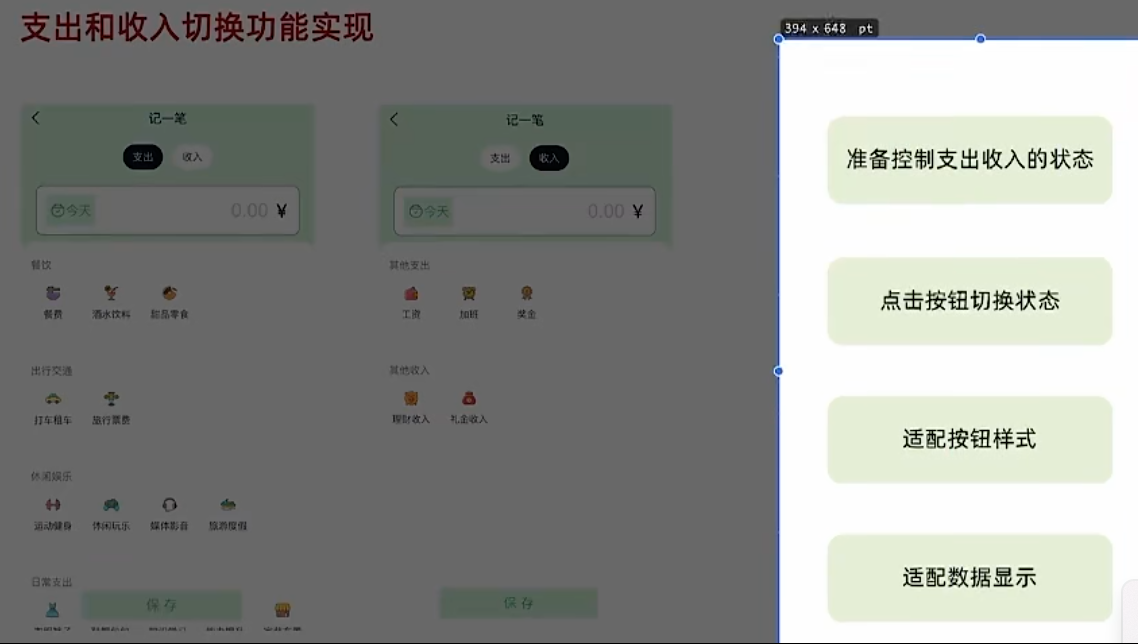 支出和收入切换功能实现
394 x 648 pt
记一笔
支出 收入
今天 0.00 ¥
餐饮
餐费 酒水饮料 甜品零食
出行交通
打车租车 旅行票费
休闲娱乐
运动健身 休闲玩乐 媒体影音 旅游度假
日常支出
保 存
记一笔
支出 收入
今天 0.00 ¥
其他支出
工资 加班 奖金
其他收入
理财收入 礼金收入
保 存
准备控制支出收入的状态
点击按钮切换状态
适配按钮样式
适配数据显示